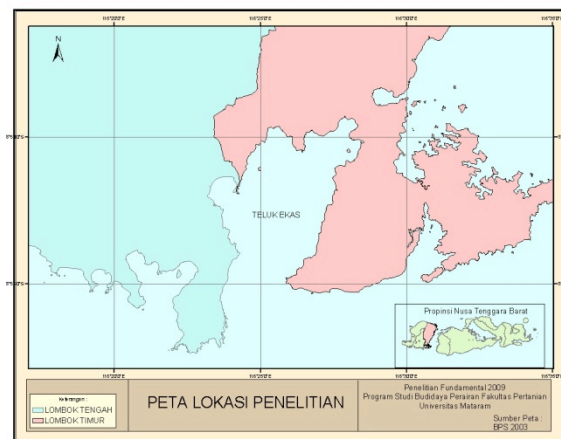 N
TELUK EKAS
Propinsi Nusa Tenggara Barat
Keterangan :
LOMBOK TENGAH
LOMBOK TIMUR
PETA LOKASI PENELITIAN
Penelitian Fundamental 2009
Program Studi Budidaya Perairan Fakultas Pertanian
Universitas Mataram
Sumber Peta :
BPS 2003